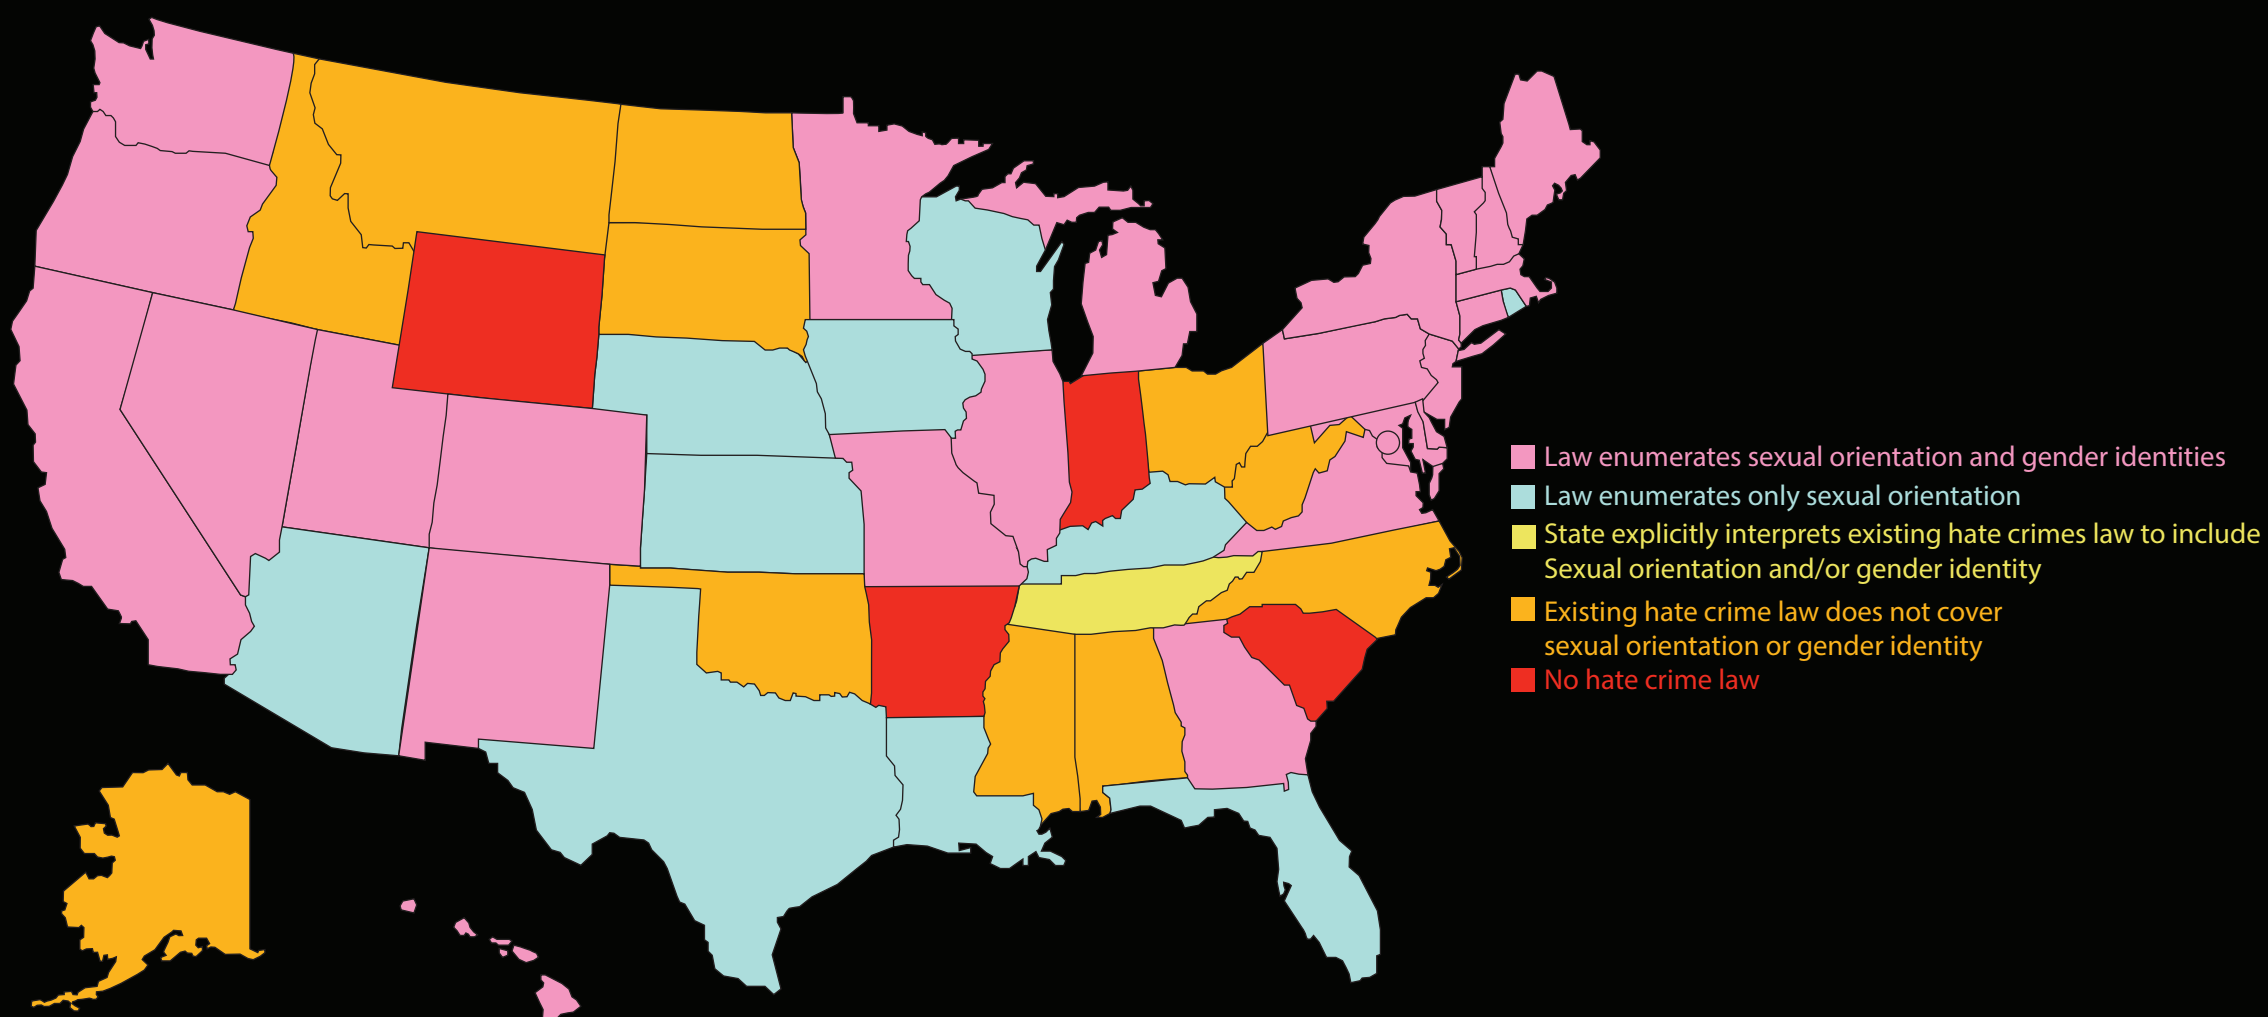 Law enumerates sexual orientation and gender identities
Law enumerates only sexual orientation
State explicitly interprets existing hate crimes law to include
Sexual orientation and/or gender identity
Existing hate crime law does not cover
sexual orientation or gender identity
No hate crime law